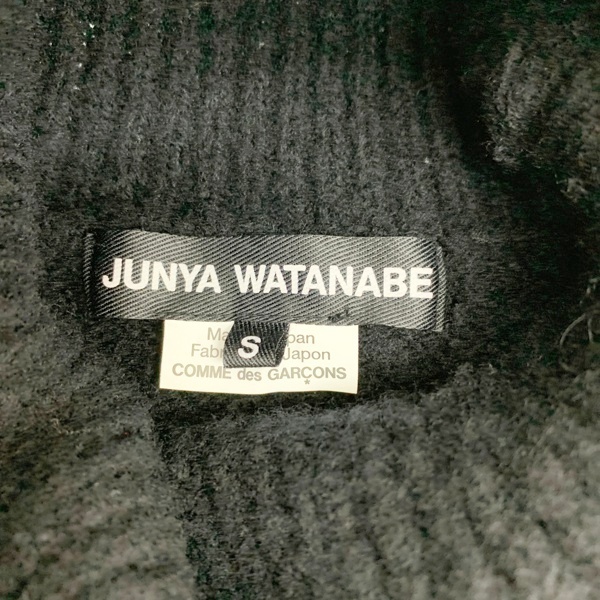 JUNYA WATANABE
S
Japon
COMME des GARÇONS